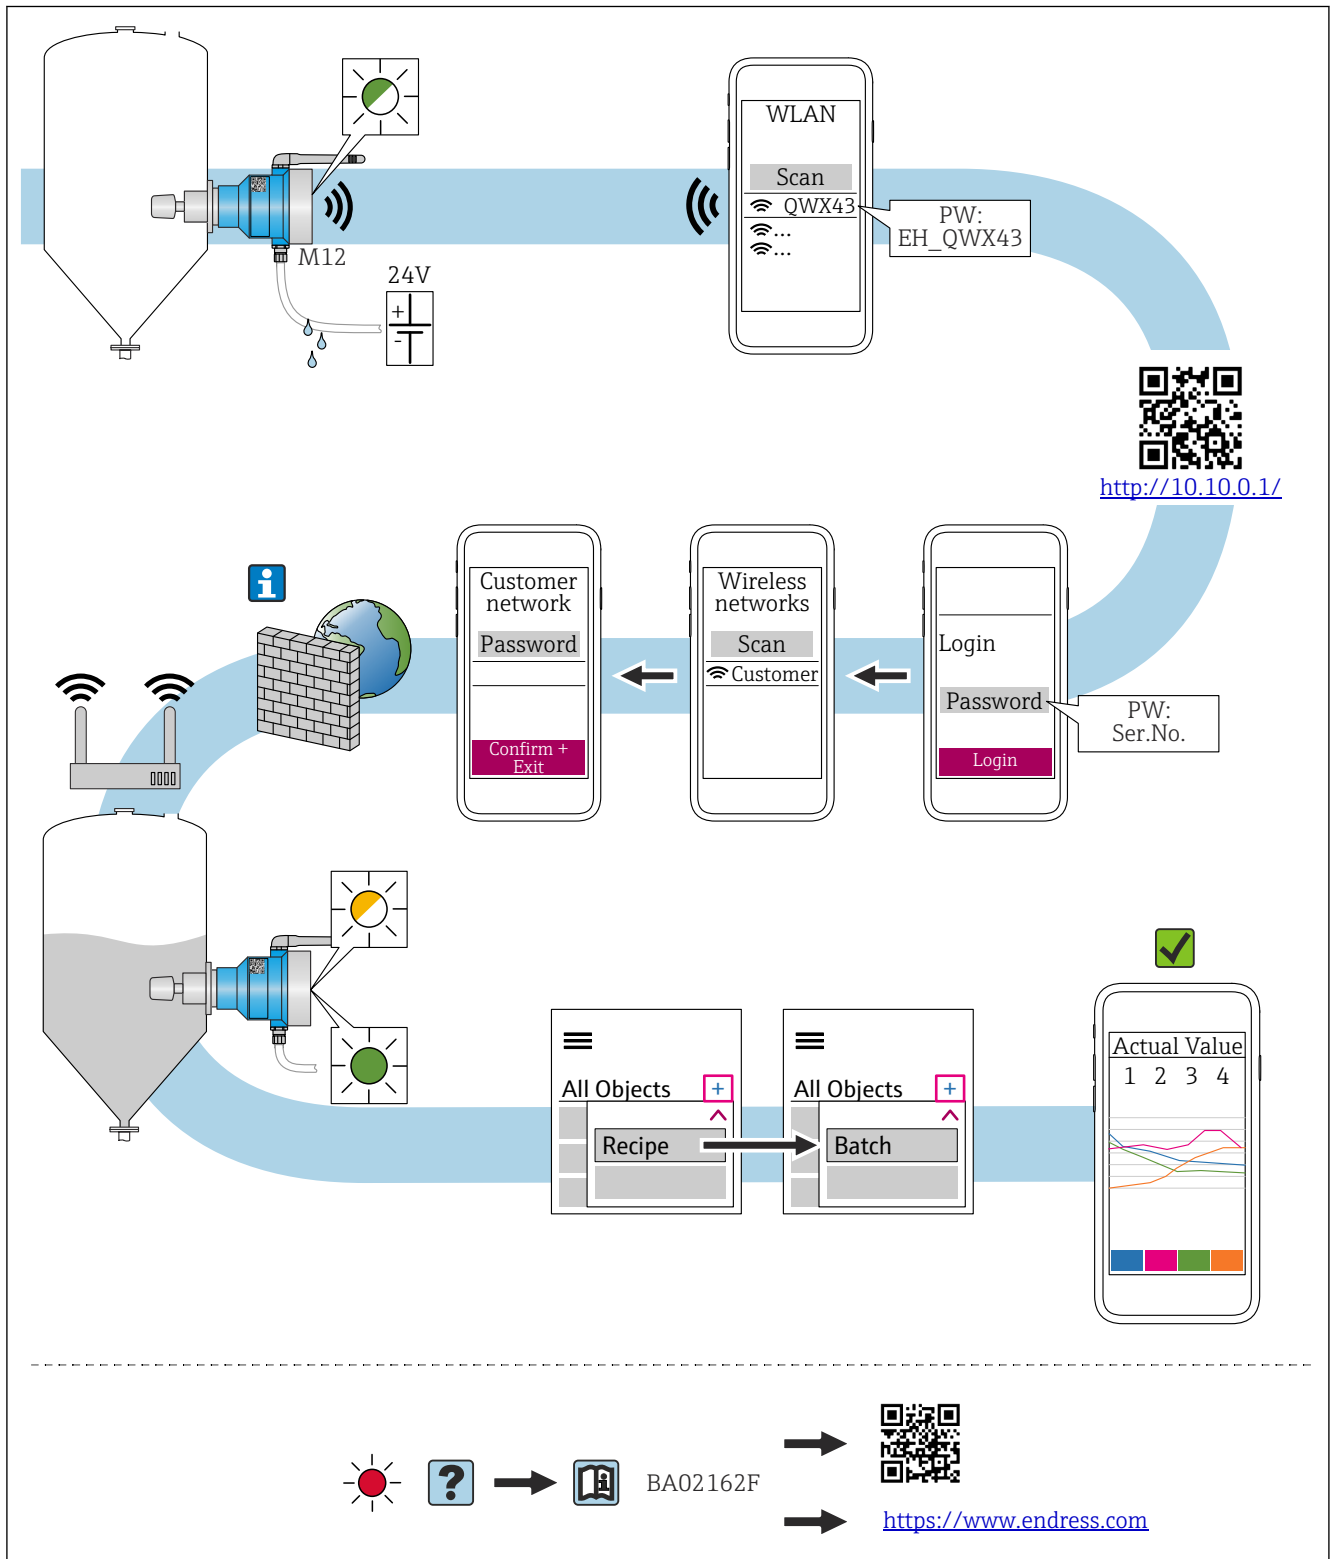 WLAN
Scan
QWX43
...
...
PW:
EH_QWX43
M12
24V
+
-
http://10.10.0.1/
Customer
network
Password
Confirm +
Exit
Wireless
networks
Scan
Customer
Login
Password
Login
PW:
Ser.No.
All Objects +
Recipe
All Objects +
Batch
Actual Value
1 2 3 4
?
BA02162F
https://www.endress.com